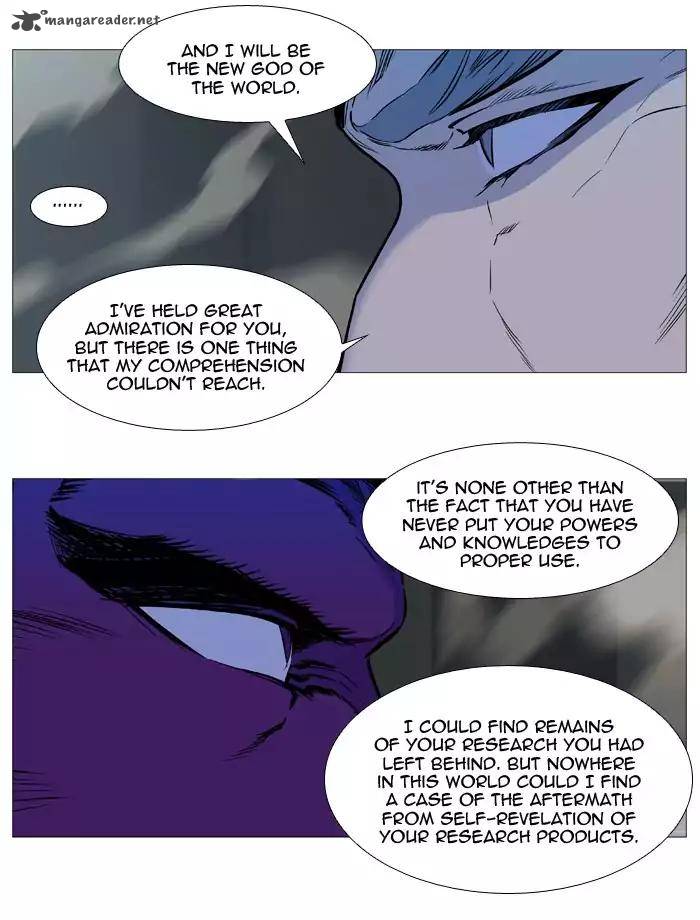 mangareader.net
AND I WILL BE
THE NEW GOD OF
THE WORLD.
......
I'VE HELD GREAT
ADMIRATION FOR YOU,
BUT THERE IS ONE THING
THAT MY COMPREHENSION
COULDN'T REACH.
IT'S NONE OTHER THAN
THE FACT THAT YOU HAVE
NEVER PUT YOUR POWERS
AND KNOWLEDGES TO
PROPER USE.
I COULD FIND REMAINS
OF YOUR RESEARCH YOU HAD
LEFT BEHIND. BUT NOWHERE
IN THIS WORLD COULD I FIND
A CASE OF THE AFTERMATH
FROM SELF-REVELATION OF
YOUR RESEARCH PRODUCTS.